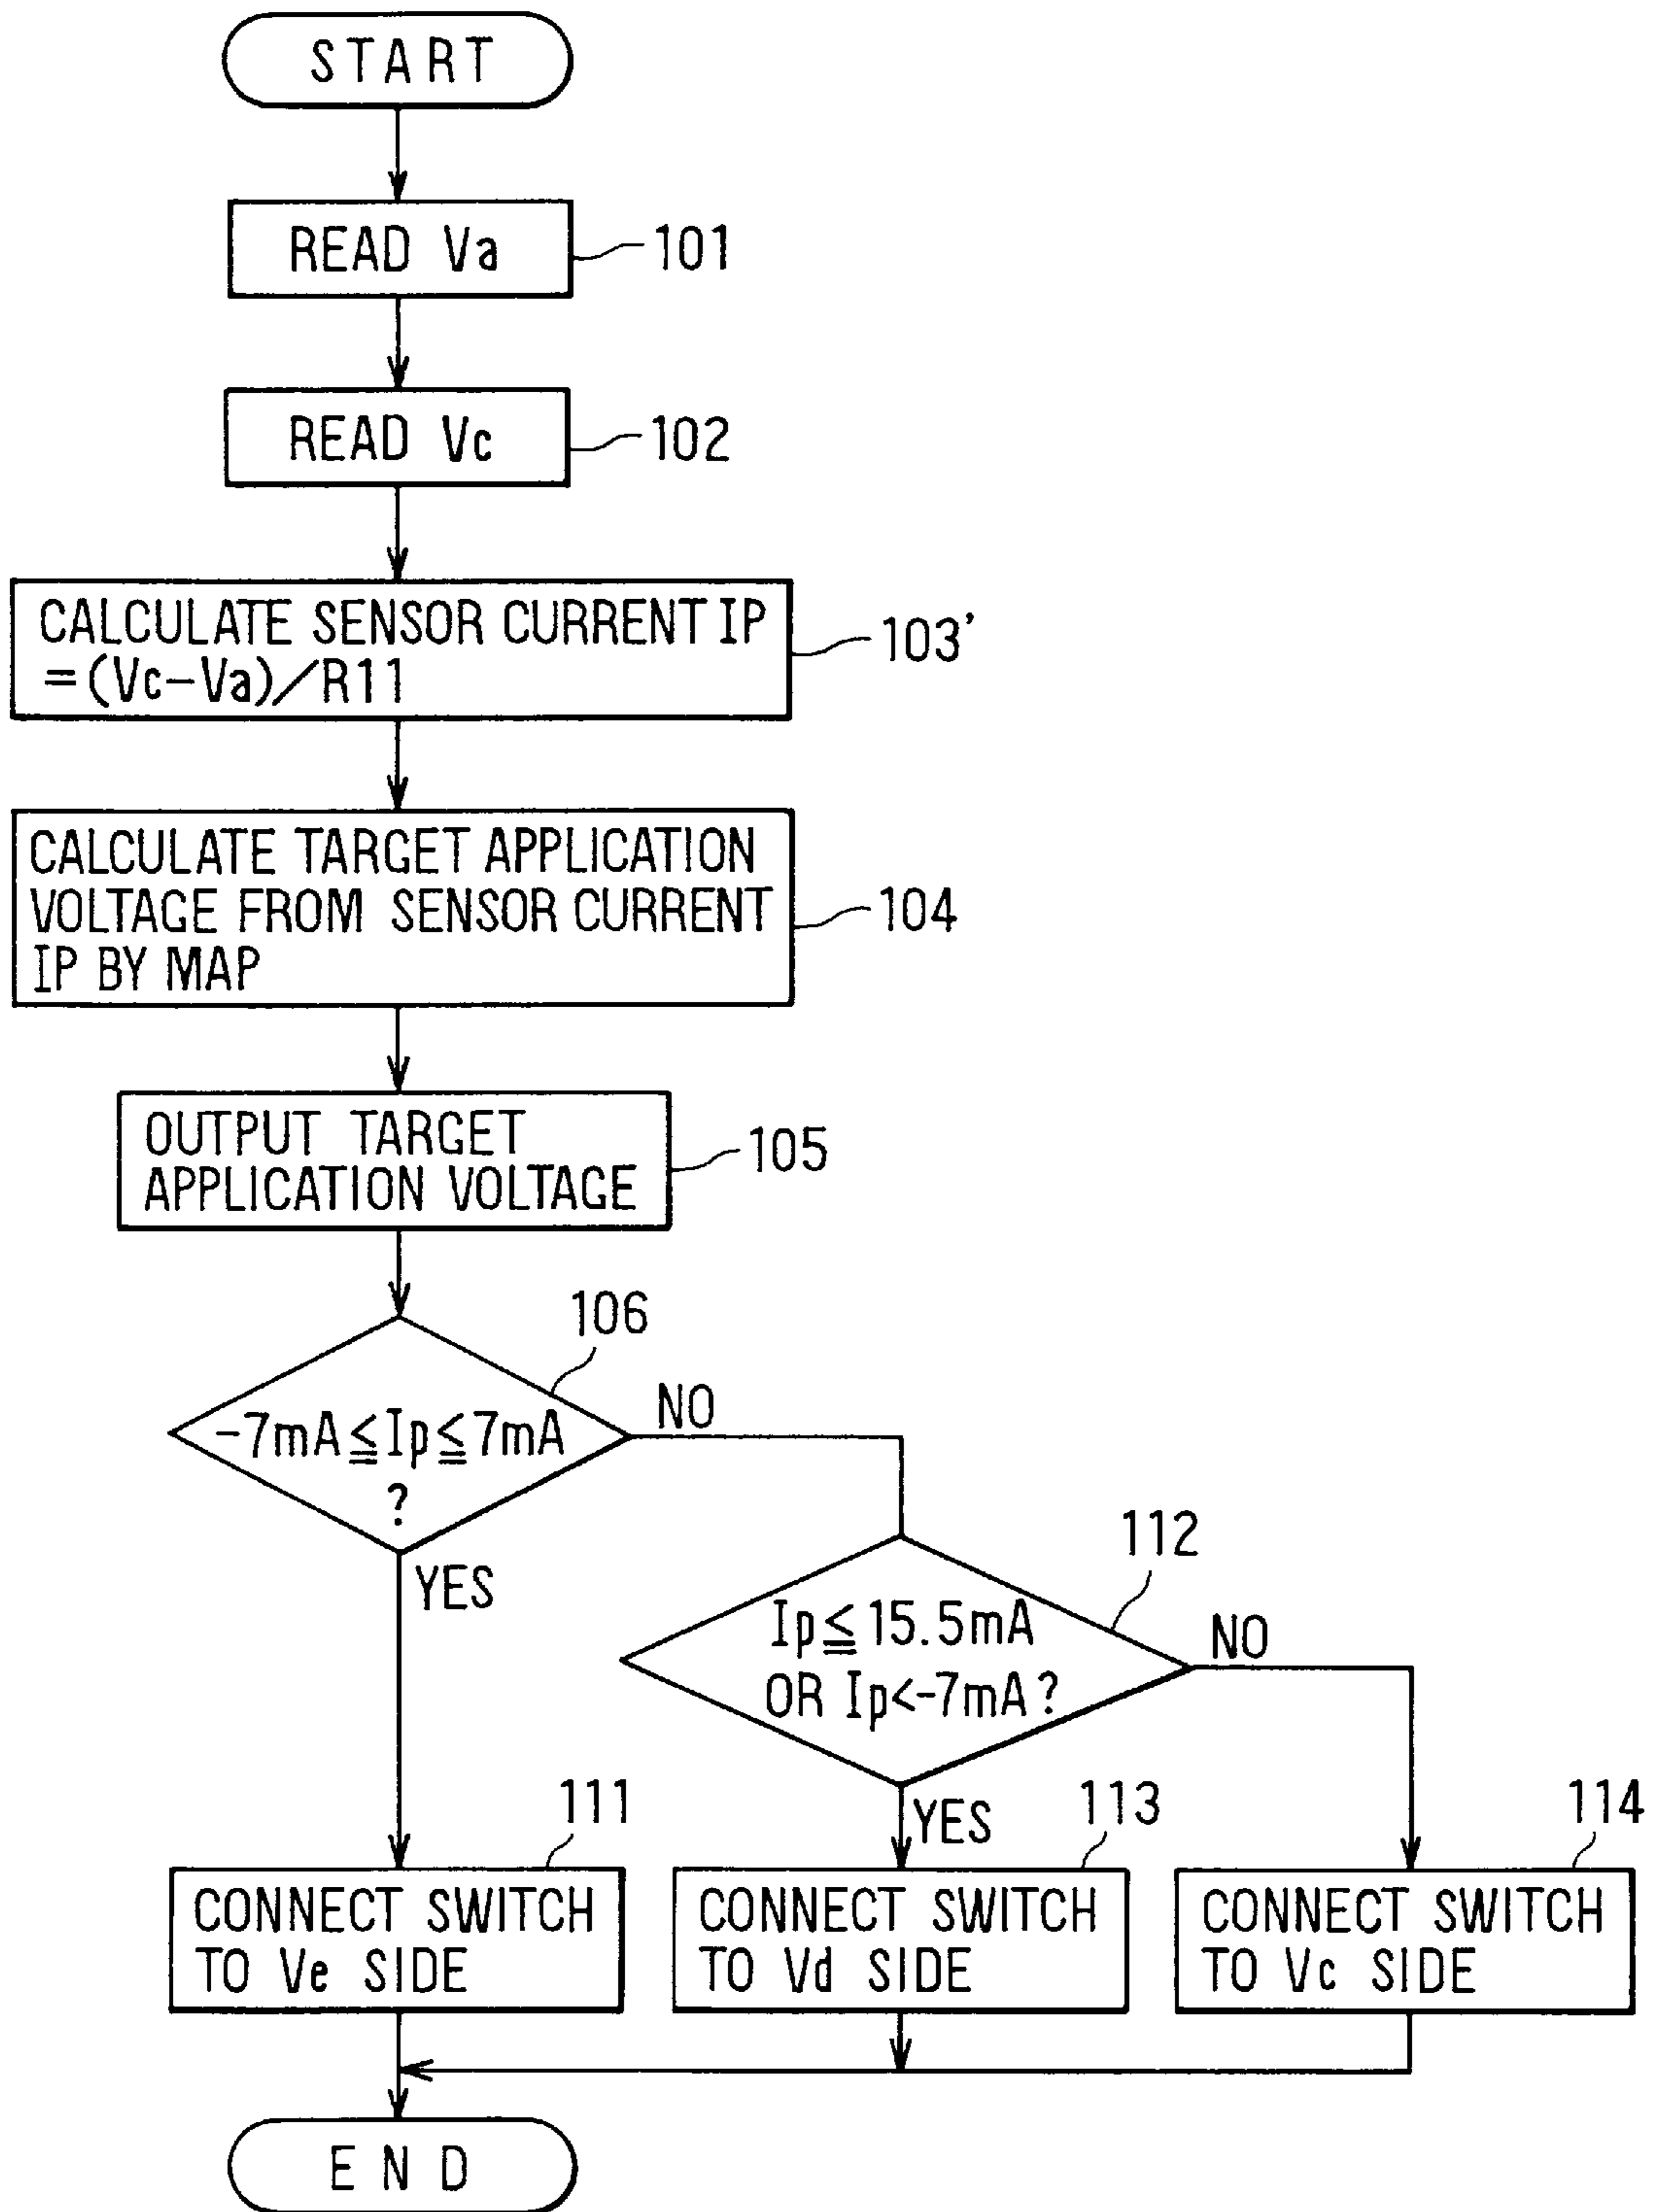 START
READ Va
101
READ Vc
102
CALCULATE SENSOR CURRENT IP
=(Vc-Va)/R11
103'
CALCULATE TARGET APPLICATION
VOLTAGE FROM SENSOR CURRENT
IP BY MAP
104
OUTPUT TARGET
APPLICATION VOLTAGE
105
106
-7mA≦Ip≦7mA
?
NO
YES
112
Ip≦15.5mA
OR Ip<-7mA?
NO
YES
111
CONNECT SWITCH
TO Ve SIDE
113
CONNECT SWITCH
TO Vd SIDE
114
CONNECT SWITCH
TO Vc SIDE
END